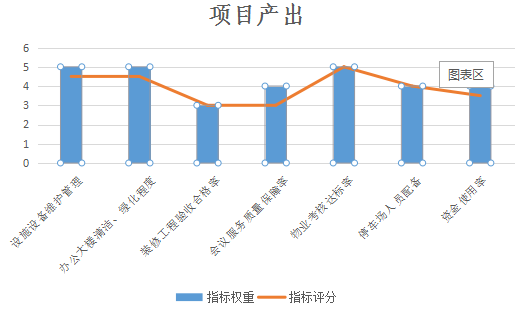 项目产出
6
5
4
3
2
1
0
图表区
设施设备维护管理
办公大楼清洁、绿化程度
装修工程验收合格率
会议服务质量保障率
物业考核达标率
停车场人员配备
资金使用率
指标权重 指标评分